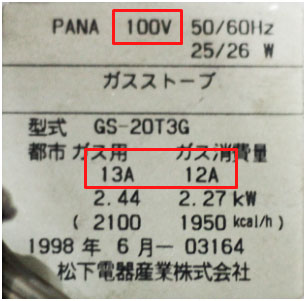 PANA 100V 50/60Hz
25/26 W
ガスストーブ
型式 GS-20T3G
都市ガス用 ガス消費量
13A 12A
2.44 2.27 kW
( 2100 1950 kcal/h )
1998 年 6 月一 03164
松下電器産業株式会社